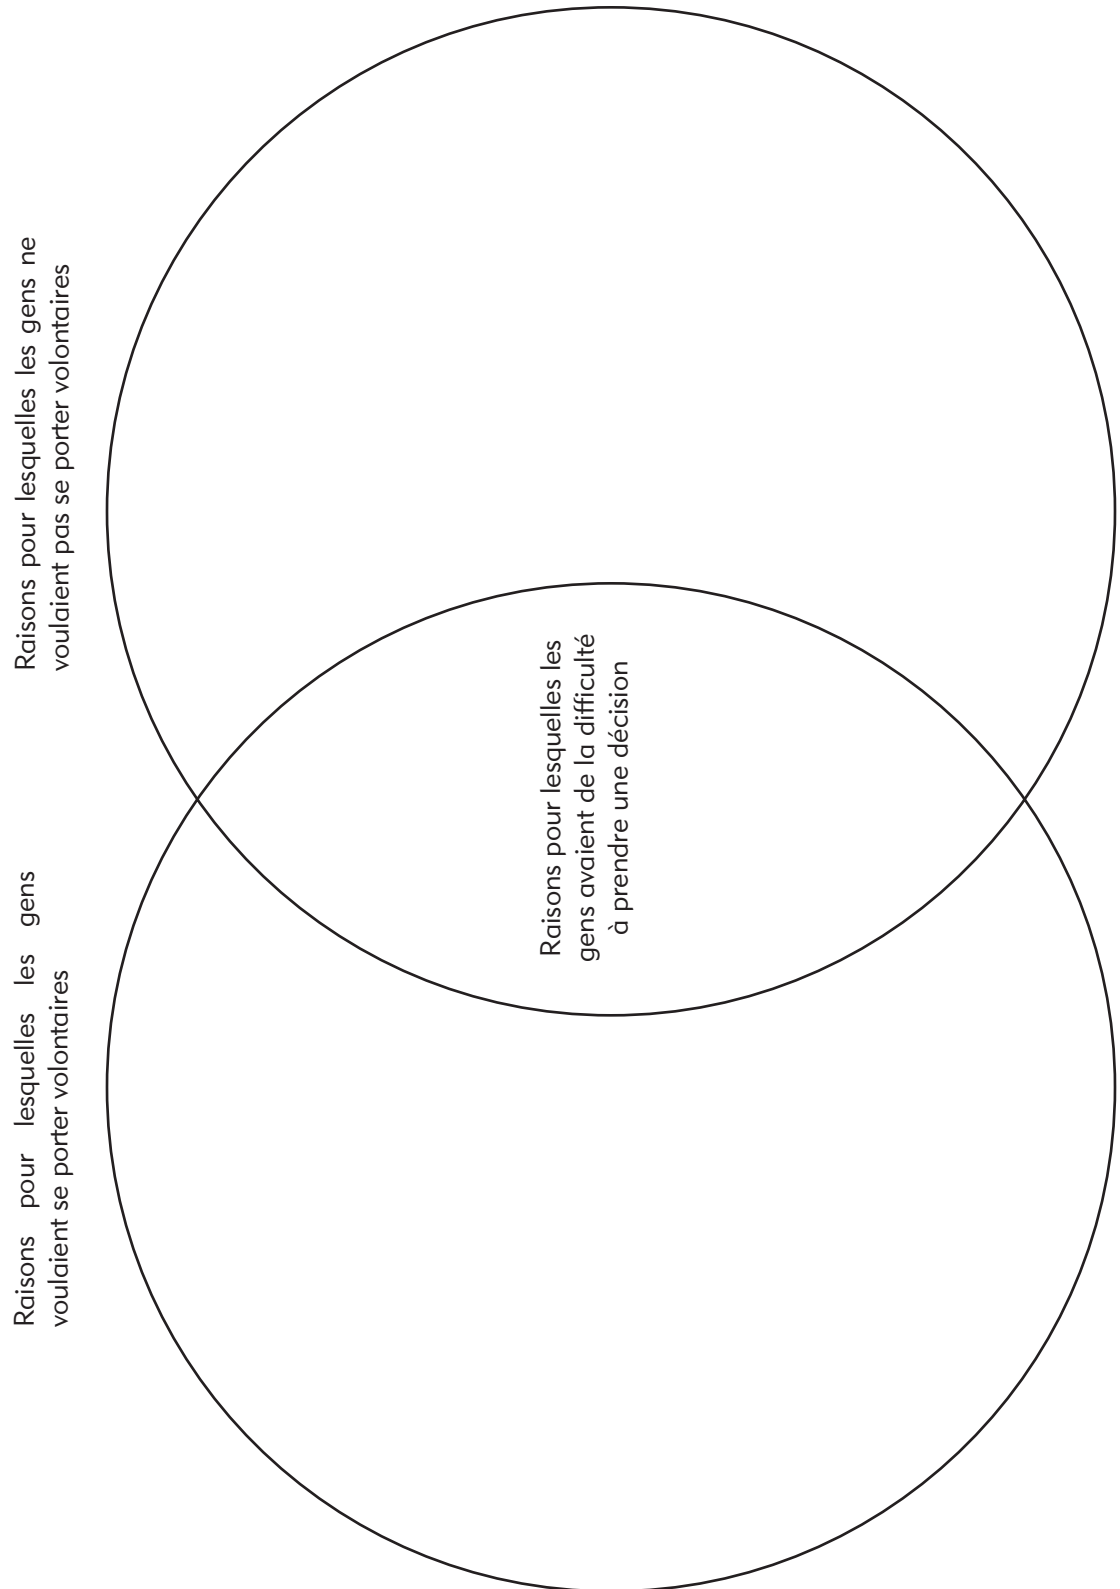 Raisons pour lesquelles les gens
voulaient se porter volontaires
Raisons pour lesquelles les
gens avaient de la difficulté
à prendre une décision
Raisons pour lesquelles les gens ne
voulaient pas se porter volontaires